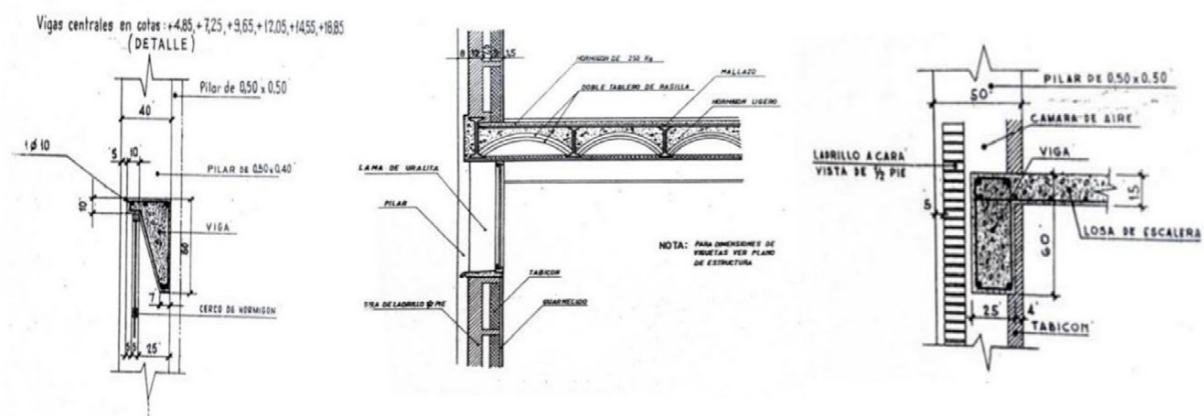 Vigas centrales en cotas: +4,85, +7,25, +9,65, +12,05, +14,55, +18,85
(DETALLE)
Pilar de 0,50 x 0,50
40
1 ø 10
5 10
PILAR DE 0,50 x 0,40
10
VIGA
60
7
CERCO DE HORMIGON
5 5 25
HORMIGON DE 250 Kg
MALLAZO
DOBLE TABLERO DE RASILLA
HORMIGON LIGERO
LAMA DE URALITA
PILAR
NOTA: PARA DIMENSIONES DE
VIGUETAS VER PLANO
DE ESTRUCTURA
TABICON
GUARNECIDO
PILAR DE 0,50 x 0.50
50
CAMARA DE AIRE
LADRILLO A CARA
VISTA DE ½ PIE
VIGA
5
15
LOSA DE ESCALERA
60
25 4
TABICON